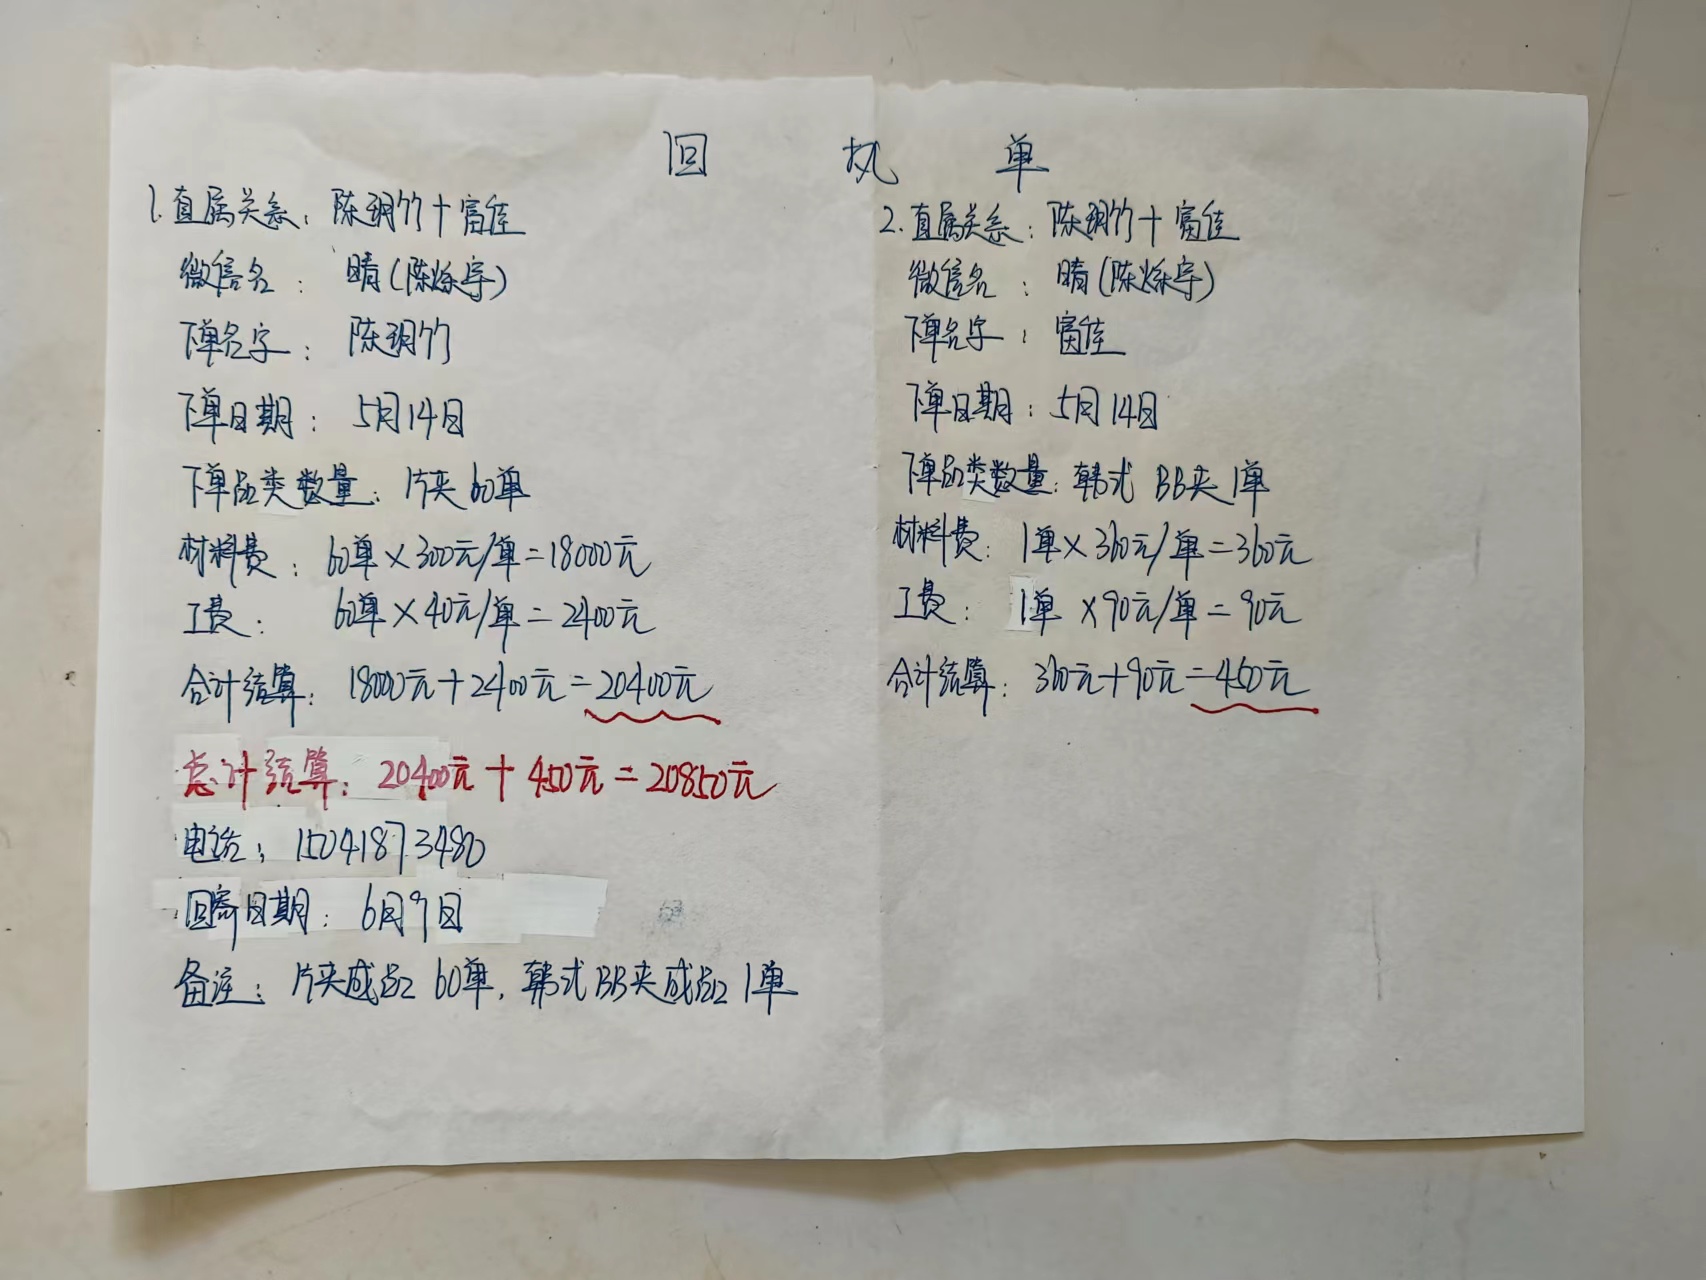 回执单
1. 直属关系：陈玥竹+富佳
微信名：晴(陈烁宇)
下单名字：陈玥竹
下单日期：5月14日
下单品类数量：片夹60单
材料费：60单×300元/单=18000元
工费：60单×40元/单=2400元
合计结算：18000元+2400元=20400元
总计结算：20400元+450元=20850元
电话：15041873480
回寄日期：6月9日
备注：片夹成品60单，韩式BB夹成品1单
2. 直属关系：陈玥竹+富佳
微信名：晴(陈烁宇)
下单名字：富佳
下单日期：5月14日
下单品类数量：韩式BB夹1单
材料费：1单×360元/单=360元
工费：1单×90元/单=90元
合计结算：360元+90元=450元